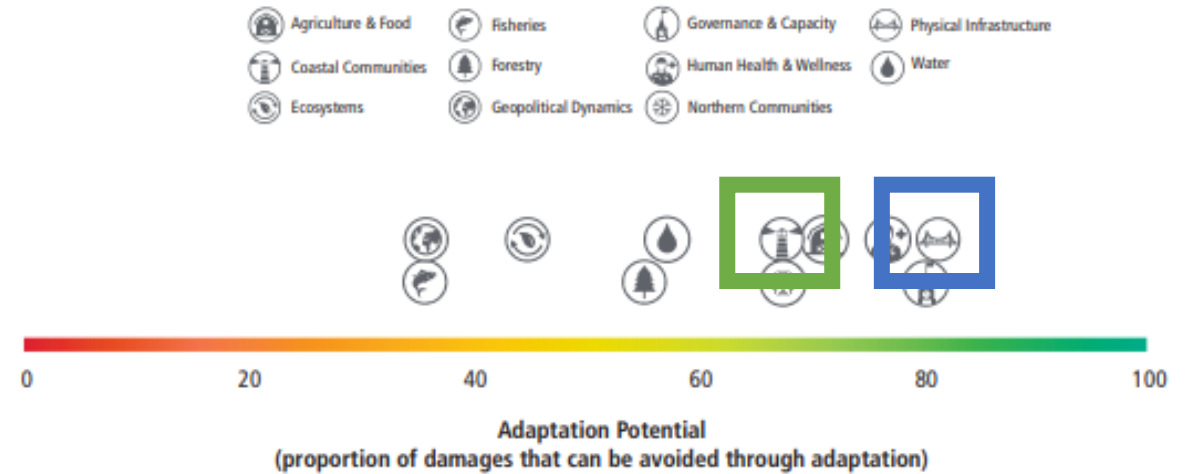 Agriculture & Food Fisheries Governance & Capacity Physical Infrastructure
Coastal Communities Forestry Human Health & Wellness Water
Ecosystems Geopolitical Dynamics Northern Communities
0 20 40 60 80 100
Adaptation Potential
(proportion of damages that can be avoided through adaptation)